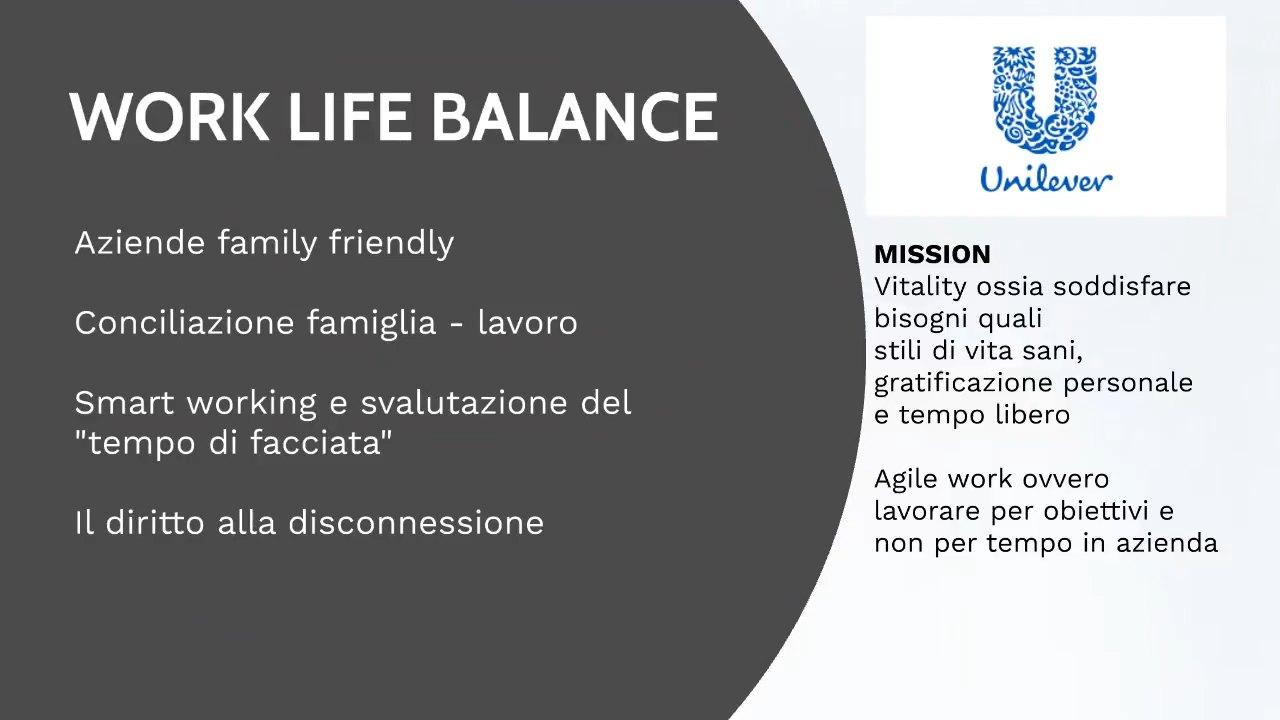 WORK LIFE BALANCE
Aziende family friendly
Conciliazione famiglia - lavoro
Smart working e svalutazione del
"tempo di facciata"
Il diritto alla disconnessione
Unilever
MISSION
Vitality ossia soddisfare
bisogni quali
stili di vita sani,
gratificazione personale
e tempo libero
Agile work ovvero
lavorare per obiettivi e
non per tempo in azienda